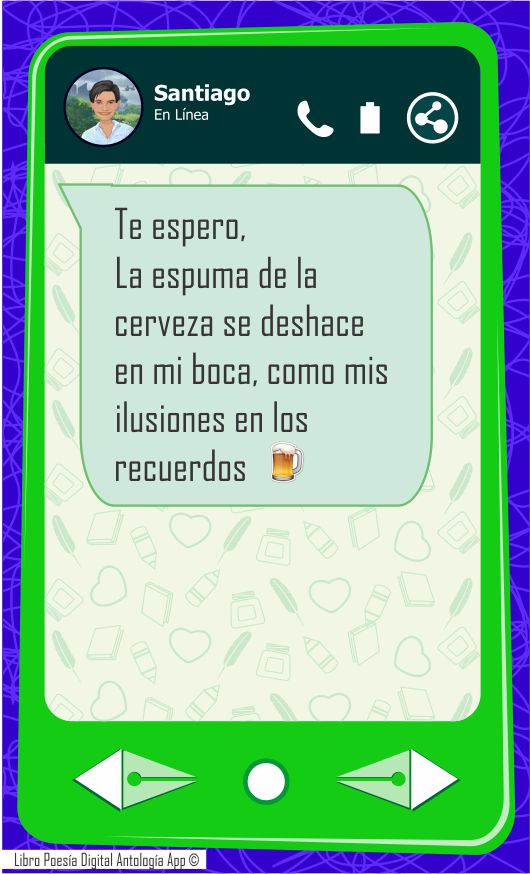 Santiago
En Línea
Te espero,
La espuma de la
cerveza se deshace
en mi boca, como mis
ilusiones en los
recuerdos
Libro Poesía Digital Antología App ©